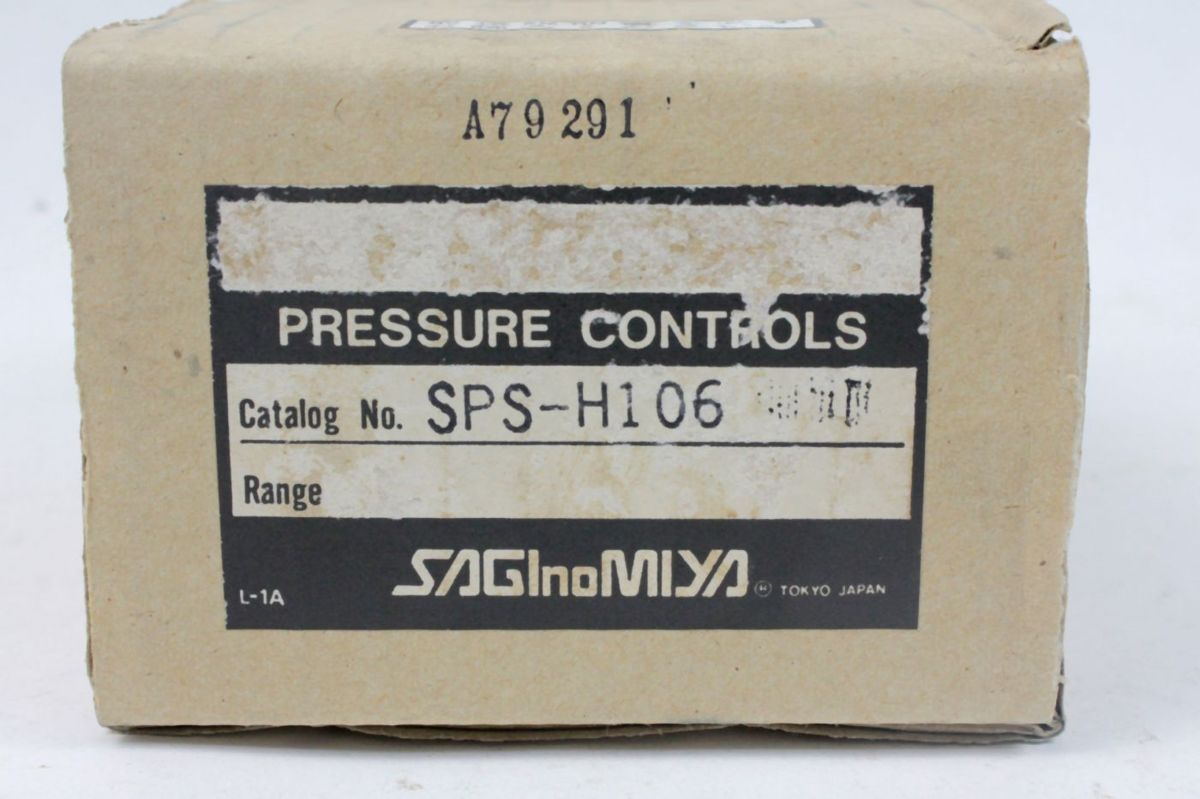 A79291
PRESSURE CONTROLS
Catalog No. SPS-H106
Range
SAGInoMIYA ® TOKYO JAPAN
L-1A